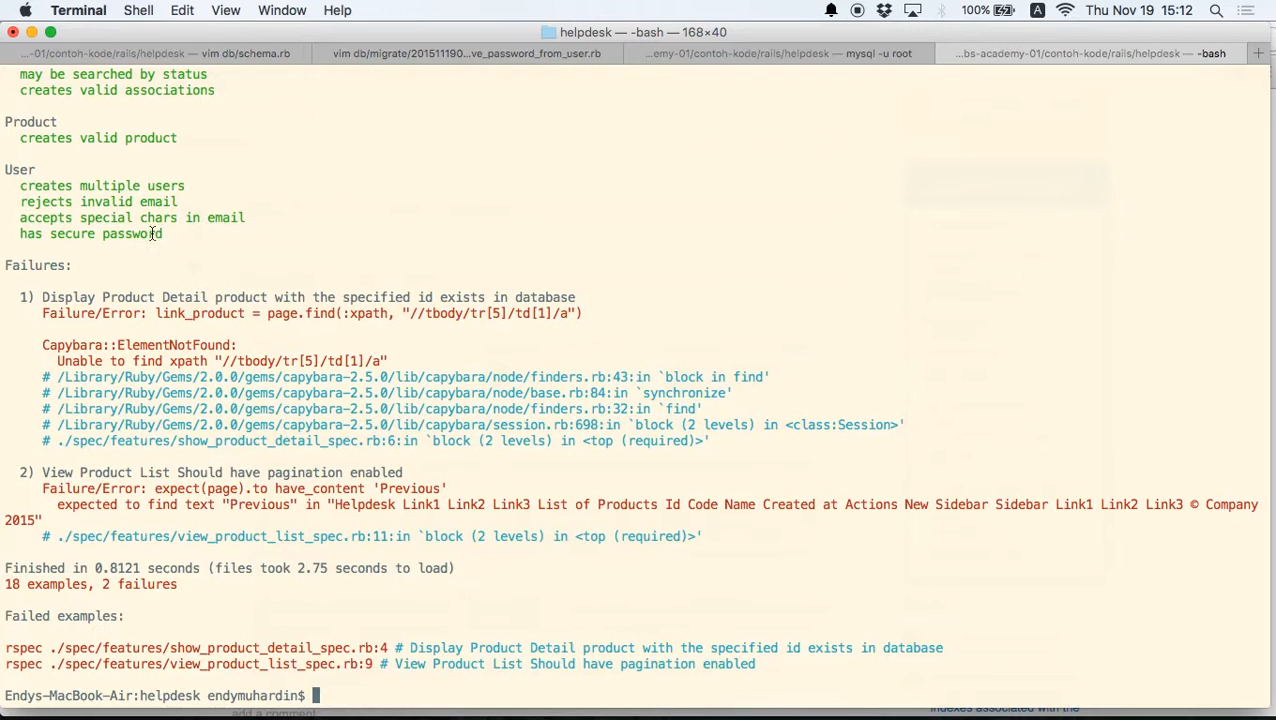 Terminal Shell Edit View Window Help 100% A Thu Nov 19 15:12
helpdesk — -bash — 168×40
...-01/contoh-kode/rails/helpdesk — vim db/schema.rb vim db/migrate/201511190...ve_password_from_user.rb ...emy-01/contoh-kode/rails/helpdesk — mysql -u root ...bs-academy-01/contoh-kode/rails/helpdesk — -bash +
may be searched by status
creates valid associations
Product
creates valid product
User
creates multiple users
rejects invalid email
accepts special chars in email
has secure password
Failures:
1) Display Product Detail product with the specified id exists in database
Failure/Error: link_product = page.find(:xpath, "//tbody/tr[5]/td[1]/a")
Capybara::ElementNotFound:
Unable to find xpath "//tbody/tr[5]/td[1]/a"
# /Library/Ruby/Gems/2.0.0/gems/capybara-2.5.0/lib/capybara/node/finders.rb:43:in `block in find'
# /Library/Ruby/Gems/2.0.0/gems/capybara-2.5.0/lib/capybara/node/base.rb:84:in `synchronize'
# /Library/Ruby/Gems/2.0.0/gems/capybara-2.5.0/lib/capybara/node/finders.rb:32:in `find'
# /Library/Ruby/Gems/2.0.0/gems/capybara-2.5.0/lib/capybara/session.rb:698:in `block (2 levels) in <class:Session>'
# ./spec/features/show_product_detail_spec.rb:6:in `block (2 levels) in <top (required)>'
2) View Product List Should have pagination enabled
Failure/Error: expect(page).to have_content 'Previous'
expected to find text "Previous" in "Helpdesk Link1 Link2 Link3 List of Products Id Code Name Created at Actions New Sidebar Sidebar Link1 Link2 Link3 © Company
2015"
# ./spec/features/view_product_list_spec.rb:11:in `block (2 levels) in <top (required)>'
Finished in 0.8121 seconds (files took 2.75 seconds to load)
18 examples, 2 failures
Failed examples:
rspec ./spec/features/show_product_detail_spec.rb:4 # Display Product Detail product with the specified id exists in database
rspec ./spec/features/view_product_list_spec.rb:9 # View Product List Should have pagination enabled
Endys-MacBook-Air:helpdesk endymuhardin$
add a comment
indexes associated with the